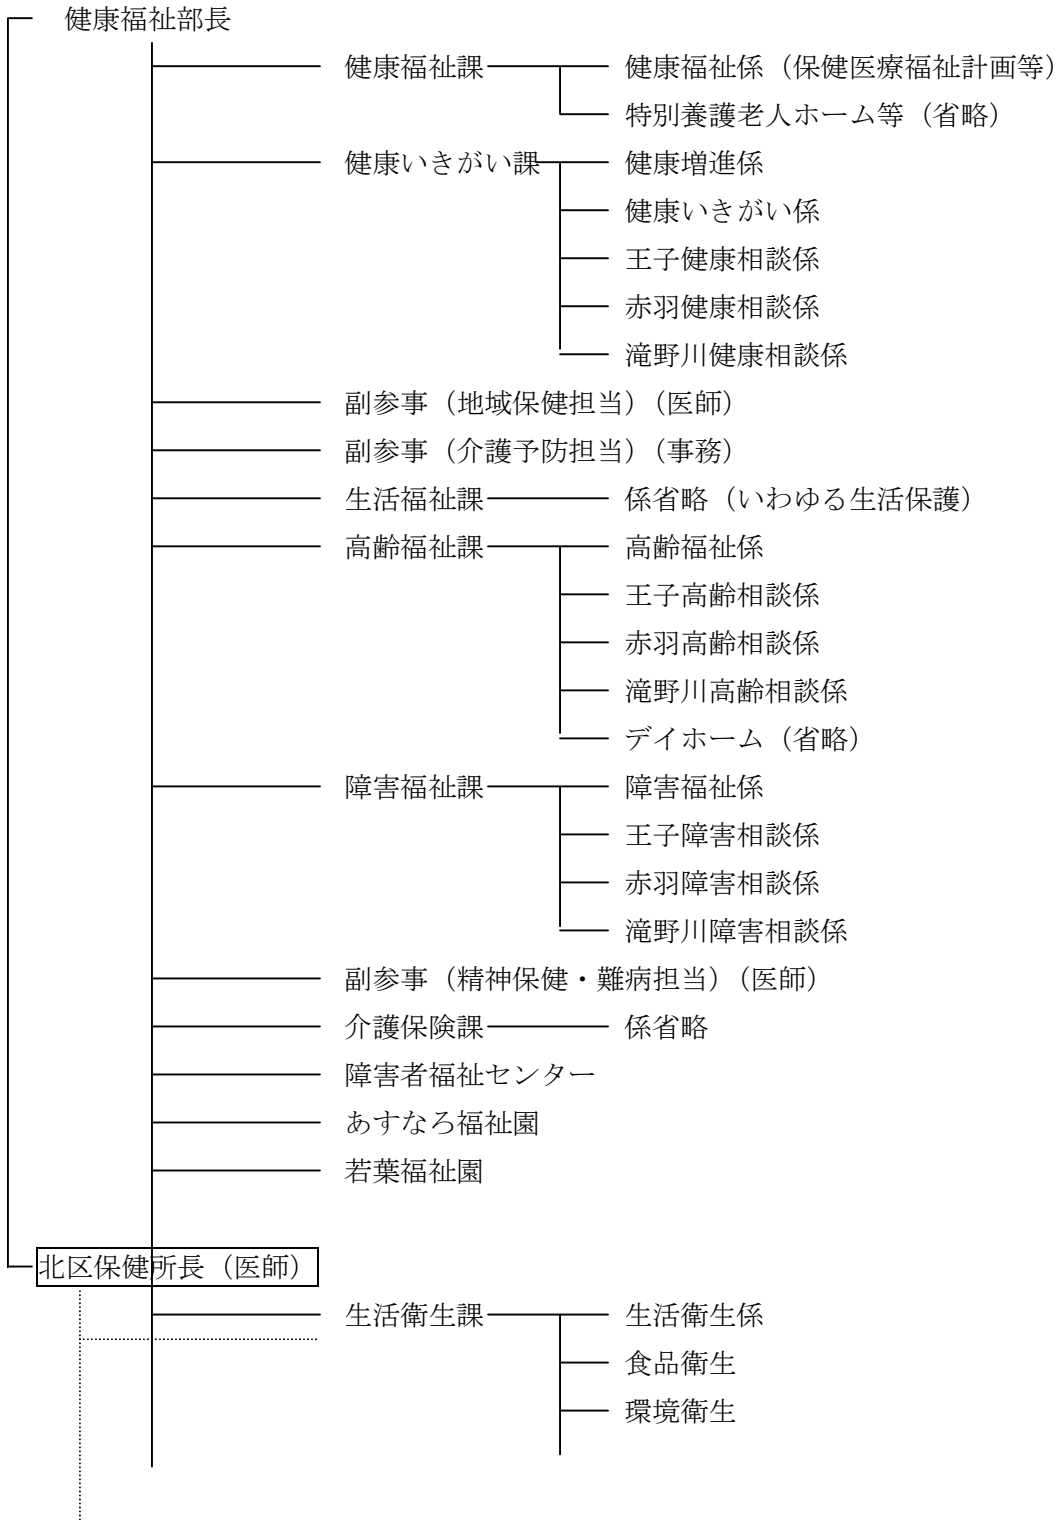 健康福祉部長
健康福祉課 健康福祉係（保健医療福祉計画等）
特別養護老人ホーム等（省略）
健康いきがい課 健康増進係
健康いきがい係
王子健康相談係
赤羽健康相談係
滝野川健康相談係
副参事（地域保健担当）（医師）
副参事（介護予防担当）（事務）
生活福祉課 係省略（いわゆる生活保護）
高齢福祉課 高齢福祉係
王子高齢相談係
赤羽高齢相談係
滝野川高齢相談係
デイホーム（省略）
障害福祉課 障害福祉係
王子障害相談係
赤羽障害相談係
滝野川障害相談係
副参事（精神保健・難病担当）（医師）
介護保険課 係省略
障害者福祉センター
あすなろ福祉園
若葉福祉園
北区保健所長（医師）
生活衛生課 生活衛生係
食品衛生
環境衛生